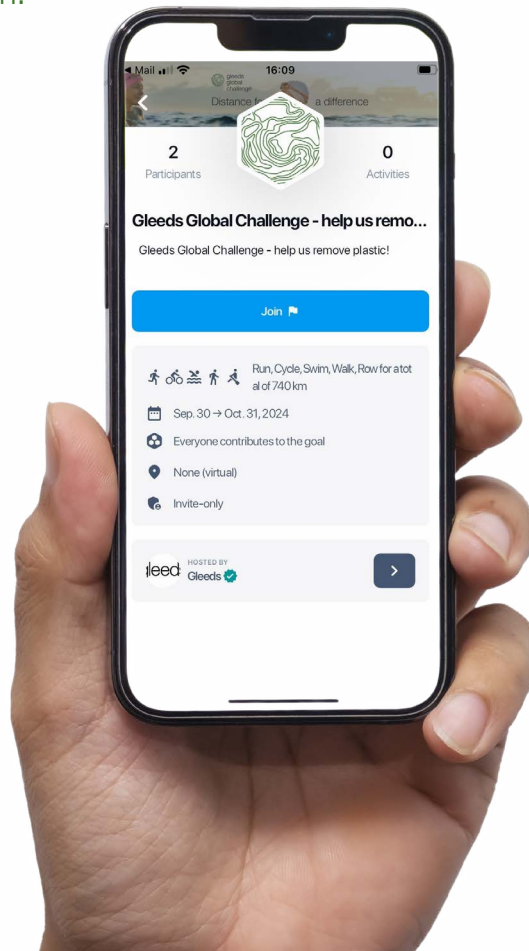 Mail
16:09
gleeds
global
challenge
Distance
a difference
2
Participants
0
Activities
Gleeds Global Challenge - help us remo...
Gleeds Global Challenge - help us remove plastic!
Join
Run, Cycle, Swim, Walk, Row for a tot
al of 740 km
Sep. 30 → Oct. 31, 2024
Everyone contributes to the goal
None (virtual)
Invite-only
HOSTED BY
Gleeds